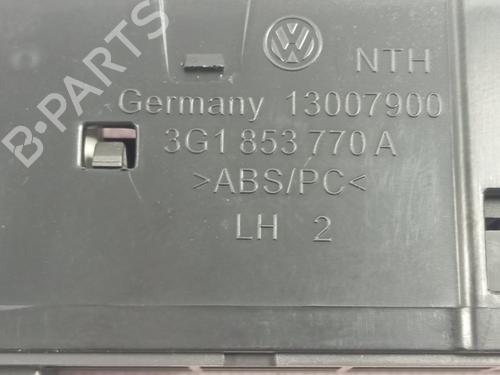 B-PARTS
NTH
Germany 13007900
3G1 853 770 A
>ABS/PC<
LH 2